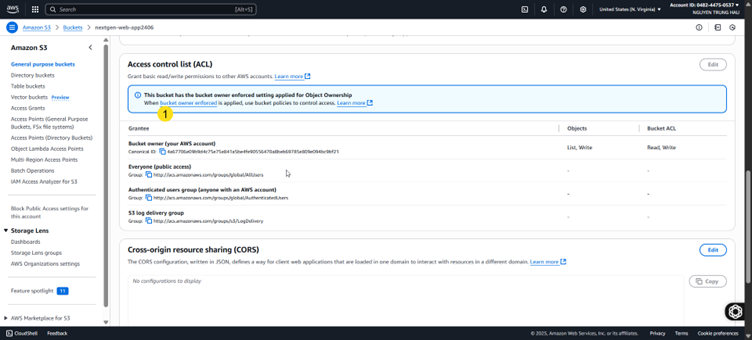 aws
Search
[Alt+S]
United States (N. Virginia)
Account ID: 0482-4475-0537
NGUYEN TRUNG HAU
Amazon S3
Buckets
nextgen-web-app2406
Amazon S3
General purpose buckets
Directory buckets
Table buckets
Vector buckets Preview
Access Grants
Access Points (General Purpose
Buckets, FSx file systems)
Access Points (Directory Buckets)
Object Lambda Access Points
Multi-Region Access Points
Batch Operations
IAM Access Analyzer for S3
Block Public Access settings for
this account
Storage Lens
Dashboards
Storage Lens groups
AWS Organizations settings
Feature spotlight 11
AWS Marketplace for S3
Access control list (ACL)
Edit
Grant basic read/write permissions to other AWS accounts. Learn more
This bucket has the bucket owner enforced setting applied for Object Ownership
When bucket owner enforced is applied, use bucket policies to control access. Learn more
1
Grantee
Objects
Bucket ACL
Bucket owner (your AWS account)
Canonical ID:
List, Write
Read, Write
Everyone (public access)
Group: http://acs.amazonaws.com/groups/global/AllUsers
-
-
Authenticated users group (anyone with an AWS account)
Group: http://acs.amazonaws.com/groups/global/AuthenticatedUsers
-
-
S3 log delivery group
Group: http://acs.amazonaws.com/groups/s3/LogDelivery
-
-
Cross-origin resource sharing (CORS)
Edit
The CORS configuration, written in JSON, defines a way for client web applications that are loaded in one domain to interact with resources in a different domain. Learn more
No configurations to display
Copy
CloudShell
Feedback
© 2025, Amazon Web Services, Inc. or its affiliates.
Privacy
Terms
Cookie preferences